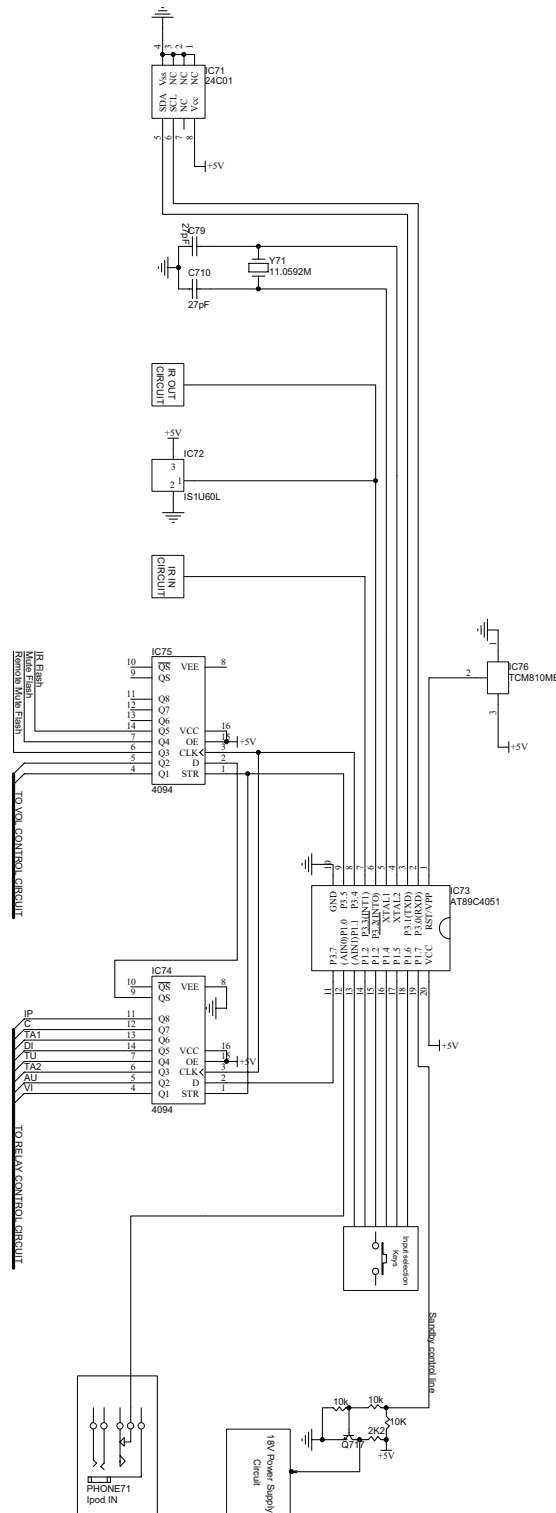 4
3
2
1
Vss
NC
NC
NC
IC71
24C01
SDA
SCL
NC
Vcc
5
6
7
8
+5V
C79
27pF
Y71
11.0592M
C710
27pF
IR OUT
CIRCUIT
+5V
IC72
3
1
2
IS1U60L
IR IN
CIRCUIT
IC76
TCM810ME
1
2
3
+5V
IR Flash
Mute Flash
Remote Mute Flash
IC75
10
9
11
12
13
14
7
6
5
4
QS
QS
Q8
Q7
Q6
Q5
Q4
Q3
Q2
Q1
VEE
VCC
OE
CLK
D
STR
8
16
15
3
2
1
+5V
4094
TO VOL CONTROL CIRCUIT
10
9
8
7
6
5
4
3
2
1
IC73
AT89C4051
GND
P3.5
P3.4
P3.3(INT1)
P3.2(INTO)
XTAL1
XTAL2
P3.1(TXD)
P3.0(RXD)
RST/VPP
P3.7
(AIN0)P1.0
(AIN1)P1.1
P1.2
P1.2
P1.4
P1.5
P1.6
P1.7
VCC
11
12
13
14
15
16
17
18
19
20
+5V
IC74
10
9
11
12
13
14
7
6
5
4
QS
QS
Q8
Q7
Q6
Q5
Q4
Q3
Q2
Q1
VEE
VCC
OE
CLK
D
STR
8
16
15
3
2
1
+5V
4094
IP
C
TA1
DI
TU
TA2
AU
VI
TO RELAY CONTROL CIRCUIT
Input selection
Keys
Sandby control line
10k
10k
10K
2K2
Q717
+5V
18V Power Supply
Circuit
PHONE71
Ipod IN